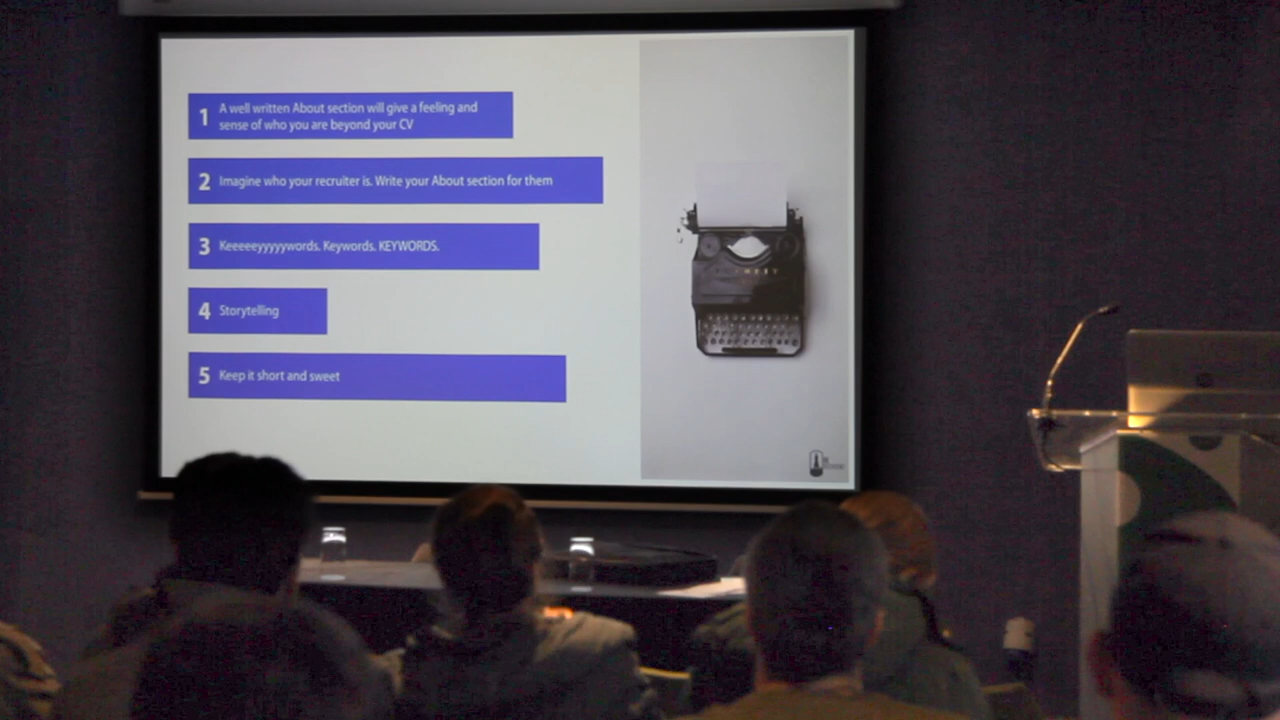 1 A well written About section will give a feeling and
sense of who you are beyond your CV
2 Imagine who your recruiter is. Write your About section for them
3 Keeeeeyyyyywords. Keywords. KEYWORDS.
4 Storytelling
5 Keep it short and sweet